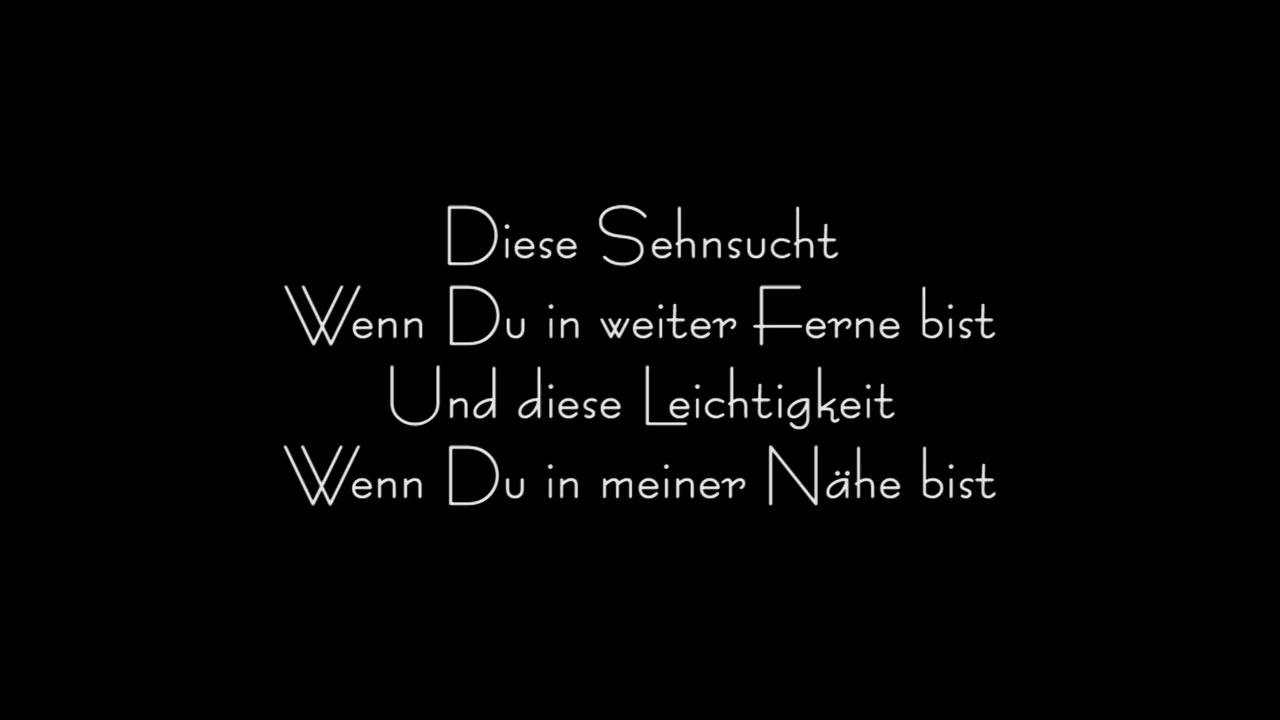 Diese Sehnsucht
Wenn Du in weiter Ferne bist
Und diese Leichtigkeit
Wenn Du in meiner Nähe bist